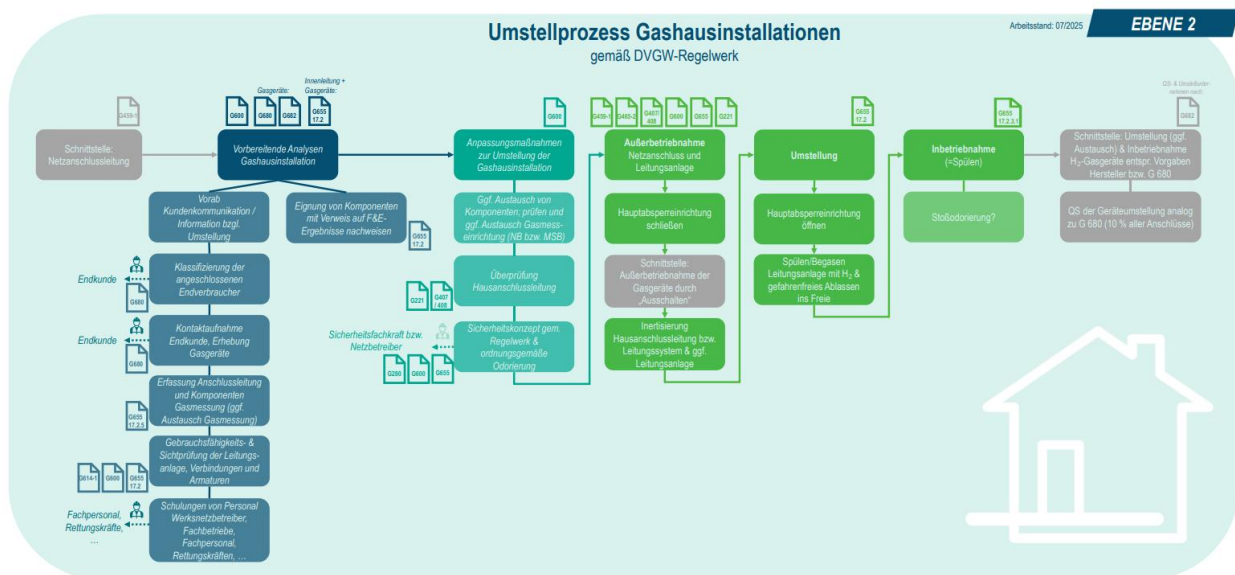 Umstellprozess Gashausinstallationen
gemäß DVGW-Regelwerk
Arbeitsstand: 07/2025
EBENE 2
G459-1
Schnittstelle:
Netzanschlussleitung
Gasgeräte:
Innenleitung +
Gasgeräte:
G600
G680
G682
G655
17.2
Vorbereitende Analysen
Gashausinstallation
Vorab
Kundenkommunikation /
Information bzgl.
Umstellung
Eignung von Komponenten
mit Verweis auf F&E-
Ergebnisse nachweisen
G655
17.2
Endkunde
G680
Klassifizierung der
angeschlossenen
Endverbraucher
Endkunde
G680
Kontaktaufnahme
Endkunde, Erhebung
Gasgeräte
G655
17.2.5
Erfassung Anschlussleitung
und Komponenten
Gasmessung (ggf.
Austausch Gasmessung)
G614-1
G600
G655
17.2
Gebrauchsfähigkeits- &
Sichtprüfung der Leitungs-
anlage, Verbindungen und
Armaturen
Fachpersonal,
Rettungskräfte,
...
Schulungen von Personal
Werksnetzbetreiber,
Fachbetriebe,
Fachpersonal,
Rettungskräften, ...
G600
Anpassungsmaßnahmen
zur Umstellung der
Gashausinstallation
Ggf. Austausch von
Komponenten, prüfen und
ggf. Austausch Gasmess-
einrichtung (NB bzw. MSB)
G221
G407
/ 408
Überprüfung
Hausanschlussleitung
Sicherheitsfachkraft bzw.
Netzbetreiber
G280
G600
G655
Sicherheitskonzept gem.
Regelwerk &
ordnungsgemäße
Odorierung
G459-1
G465-2
G407/
408
G600
G655
G221
Außerbetriebnahme
Netzanschluss und
Leitungsanlage
Hauptabsperreinrichtung
schließen
Schnittstelle:
Außerbetriebnahme der
Gasgeräte durch
„Ausschalten“
Inertisierung
Hausanschlussleitung bzw.
Leitungssystem & ggf.
Leitungsanlage
G655
17.2
Umstellung
Hauptabsperreinrichtung
öffnen
Spülen/Begasen
Leitungsanlage mit H₂ &
gefahrenfreies Ablassen
ins Freie
G655
17.2.3.1
Inbetriebnahme
(=Spülen)
Stoßodorierung?
QS- & Umstellunter-
nehmen nach:
G682
Schnittstelle: Umstellung (ggf.
Austausch) & Inbetriebnahme
H₂-Gasgeräte entspr. Vorgaben
Hersteller bzw. G 680
QS der Geräteumstellung analog
zu G 680 (10 % aller Anschlüsse)